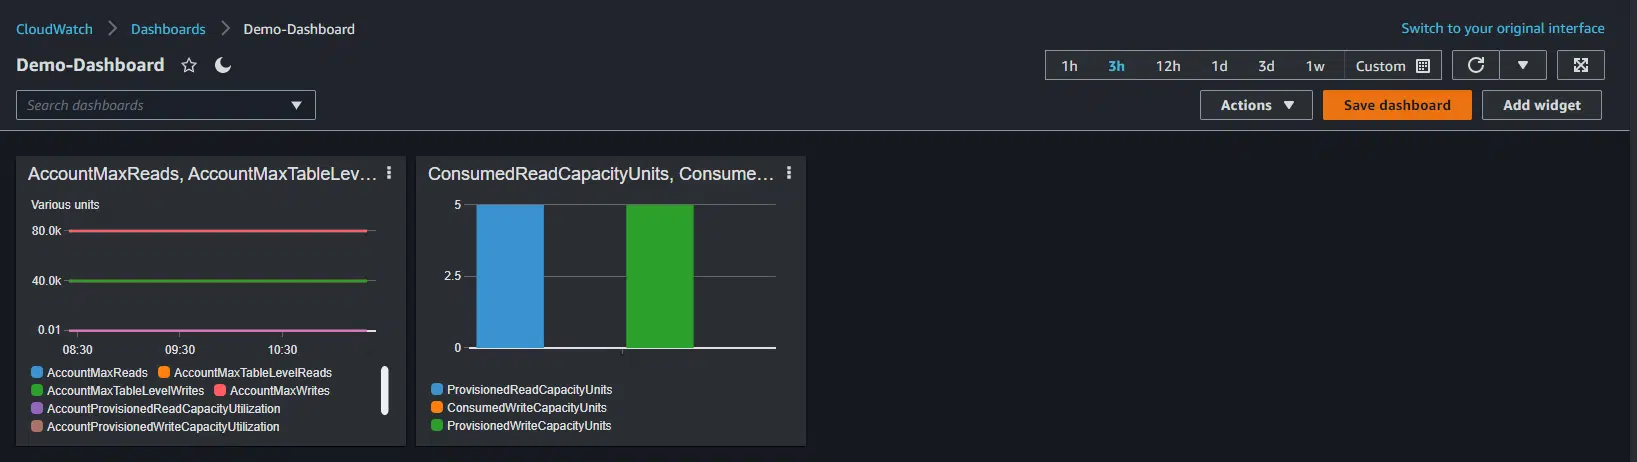 CloudWatch > Dashboards > Demo-Dashboard
Switch to your original interface
Demo-Dashboard
1h 3h 12h 1d 3d 1w Custom
Search dashboards
Actions Save dashboard Add widget
AccountMaxReads, AccountMaxTableLev...
Various units
80.0k
40.0k
0.01
08:30 09:30 10:30
AccountMaxReads AccountMaxTableLevelReads
AccountMaxTableLevelWrites AccountMaxWrites
AccountProvisionedReadCapacityUtilization
AccountProvisionedWriteCapacityUtilization
ConsumedReadCapacityUnits, Consume...
5
2.5
0
ProvisionedReadCapacityUnits
ConsumedWriteCapacityUnits
ProvisionedWriteCapacityUnits